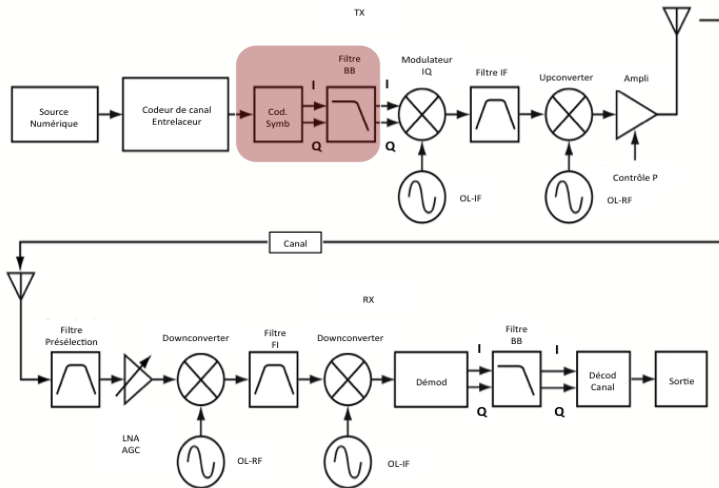 TX
Source
Numérique
Codeur de canal
Entrelaceur
Cod.
Symb
I
Q
Filtre
BB
I
Q
Modulateur
IQ
OL-IF
Filtre IF
Upconverter
OL-RF
Ampli
Contrôle P
Canal
RX
Filtre
Présélection
LNA
AGC
Downconverter
OL-RF
Filtre
FI
Downconverter
OL-IF
Démod
I
Q
Filtre
BB
I
Q
Décod
Canal
Sortie